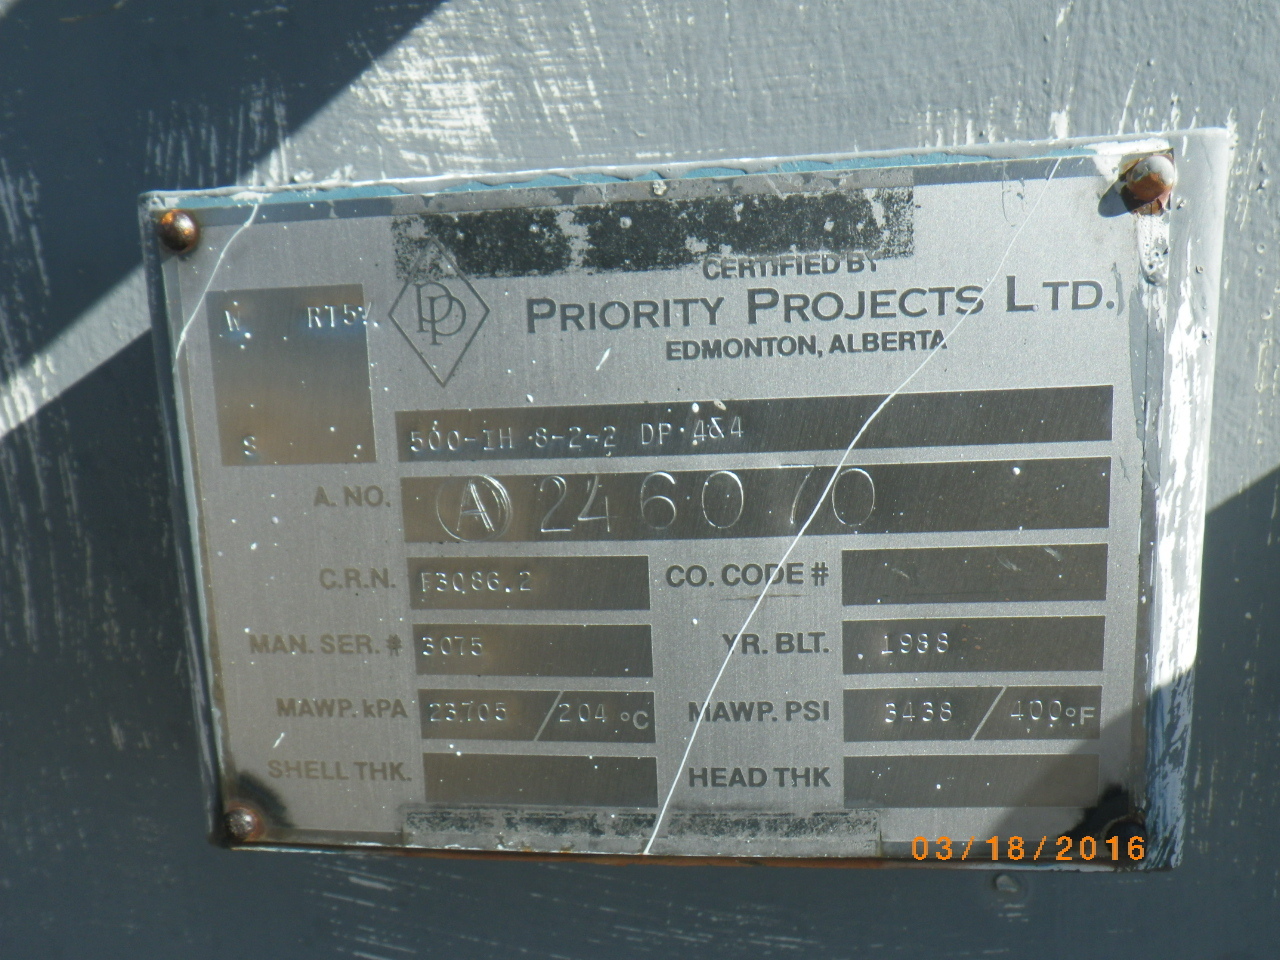 CERTIFIED BY
PP PRIORITY PROJECTS LTD.
EDMONTON, ALBERTA
W RT5
S
500-IH 8-2-2 DP 4&4
A. NO. A 246070
C.R.N. F3086.2 CO. CODE #
MAN. SER. # 3075 YR. BLT. 1988
MAWP. kPA 23705 / 204 °C MAWP. PSI 3438 / 400 °F
SHELL THK. HEAD THK
03/18/2016